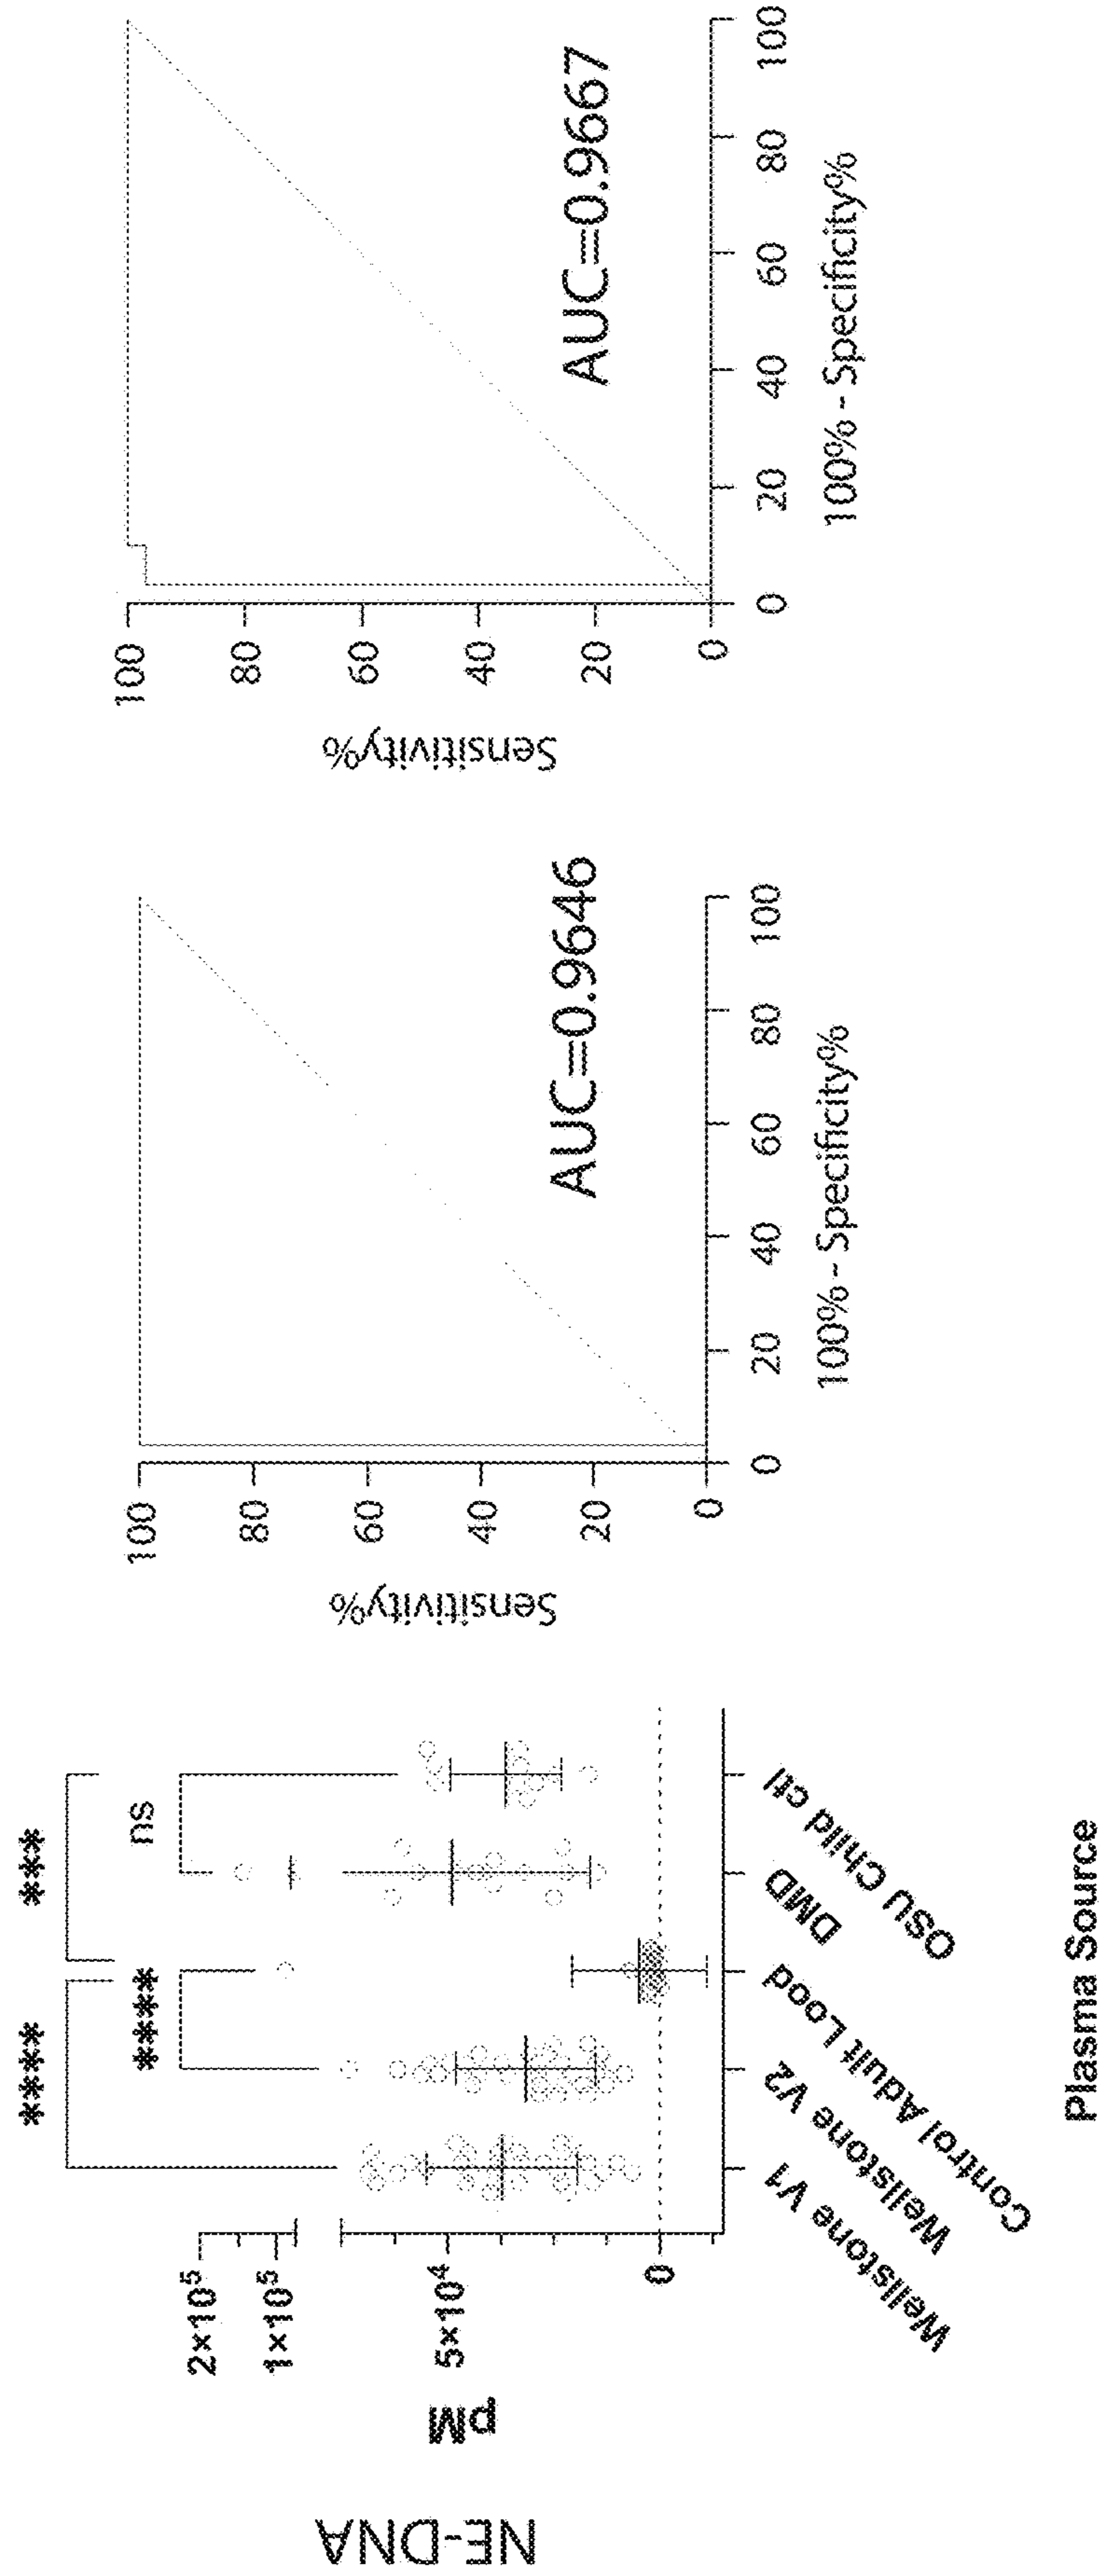 NE-DNA
pM
2×10⁵
1×10⁵
5×10⁴
0
****
****
***
ns
Wellstone V1
Wellstone V2
Control Adult Lood
DMD
OSU Child ctl
Plasma Source
Sensitivity%
100
80
60
40
20
0
AUC=0.9646
0 20 40 60 80 100
100% - Specificity%
Sensitivity%
100
80
60
40
20
0
AUC=0.9667
0 20 40 60 80 100
100% - Specificity%